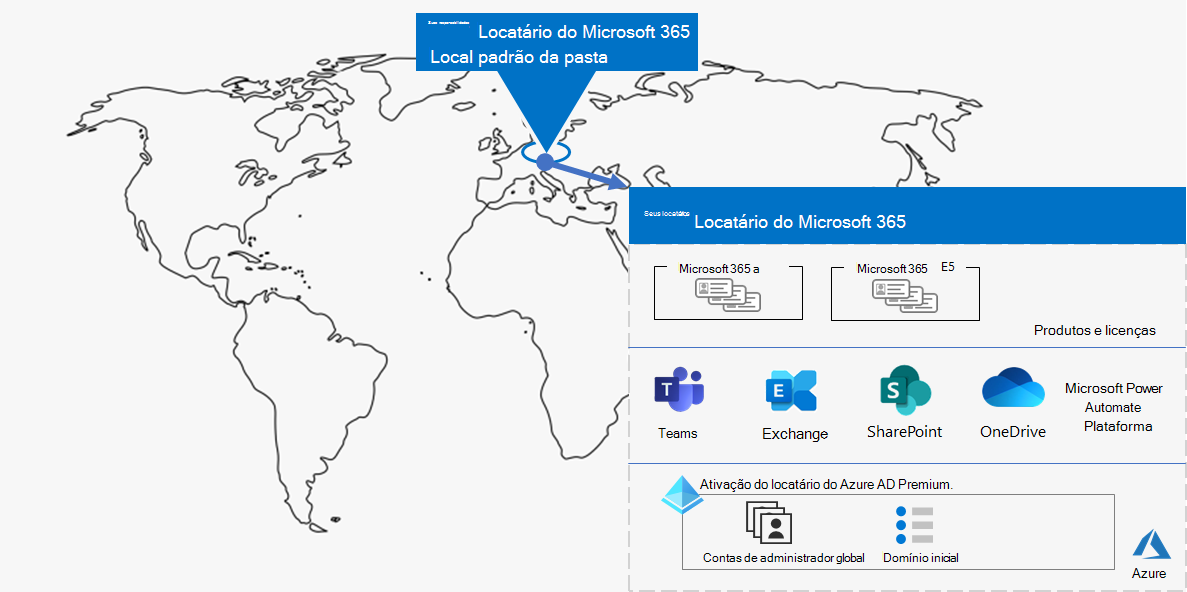 Suas responsabilidades
Locatário do Microsoft 365
Local padrão da pasta
Seus locatários
Locatário do Microsoft 365
Microsoft 365 a
Microsoft 365 E5
Produtos e licenças
T
Teams
E
Exchange
S
SharePoint
OneDrive
Microsoft Power
Automate
Plataforma
Ativação do locatário do Azure AD Premium.
Contas de administrador global
Domínio inicial
Azure